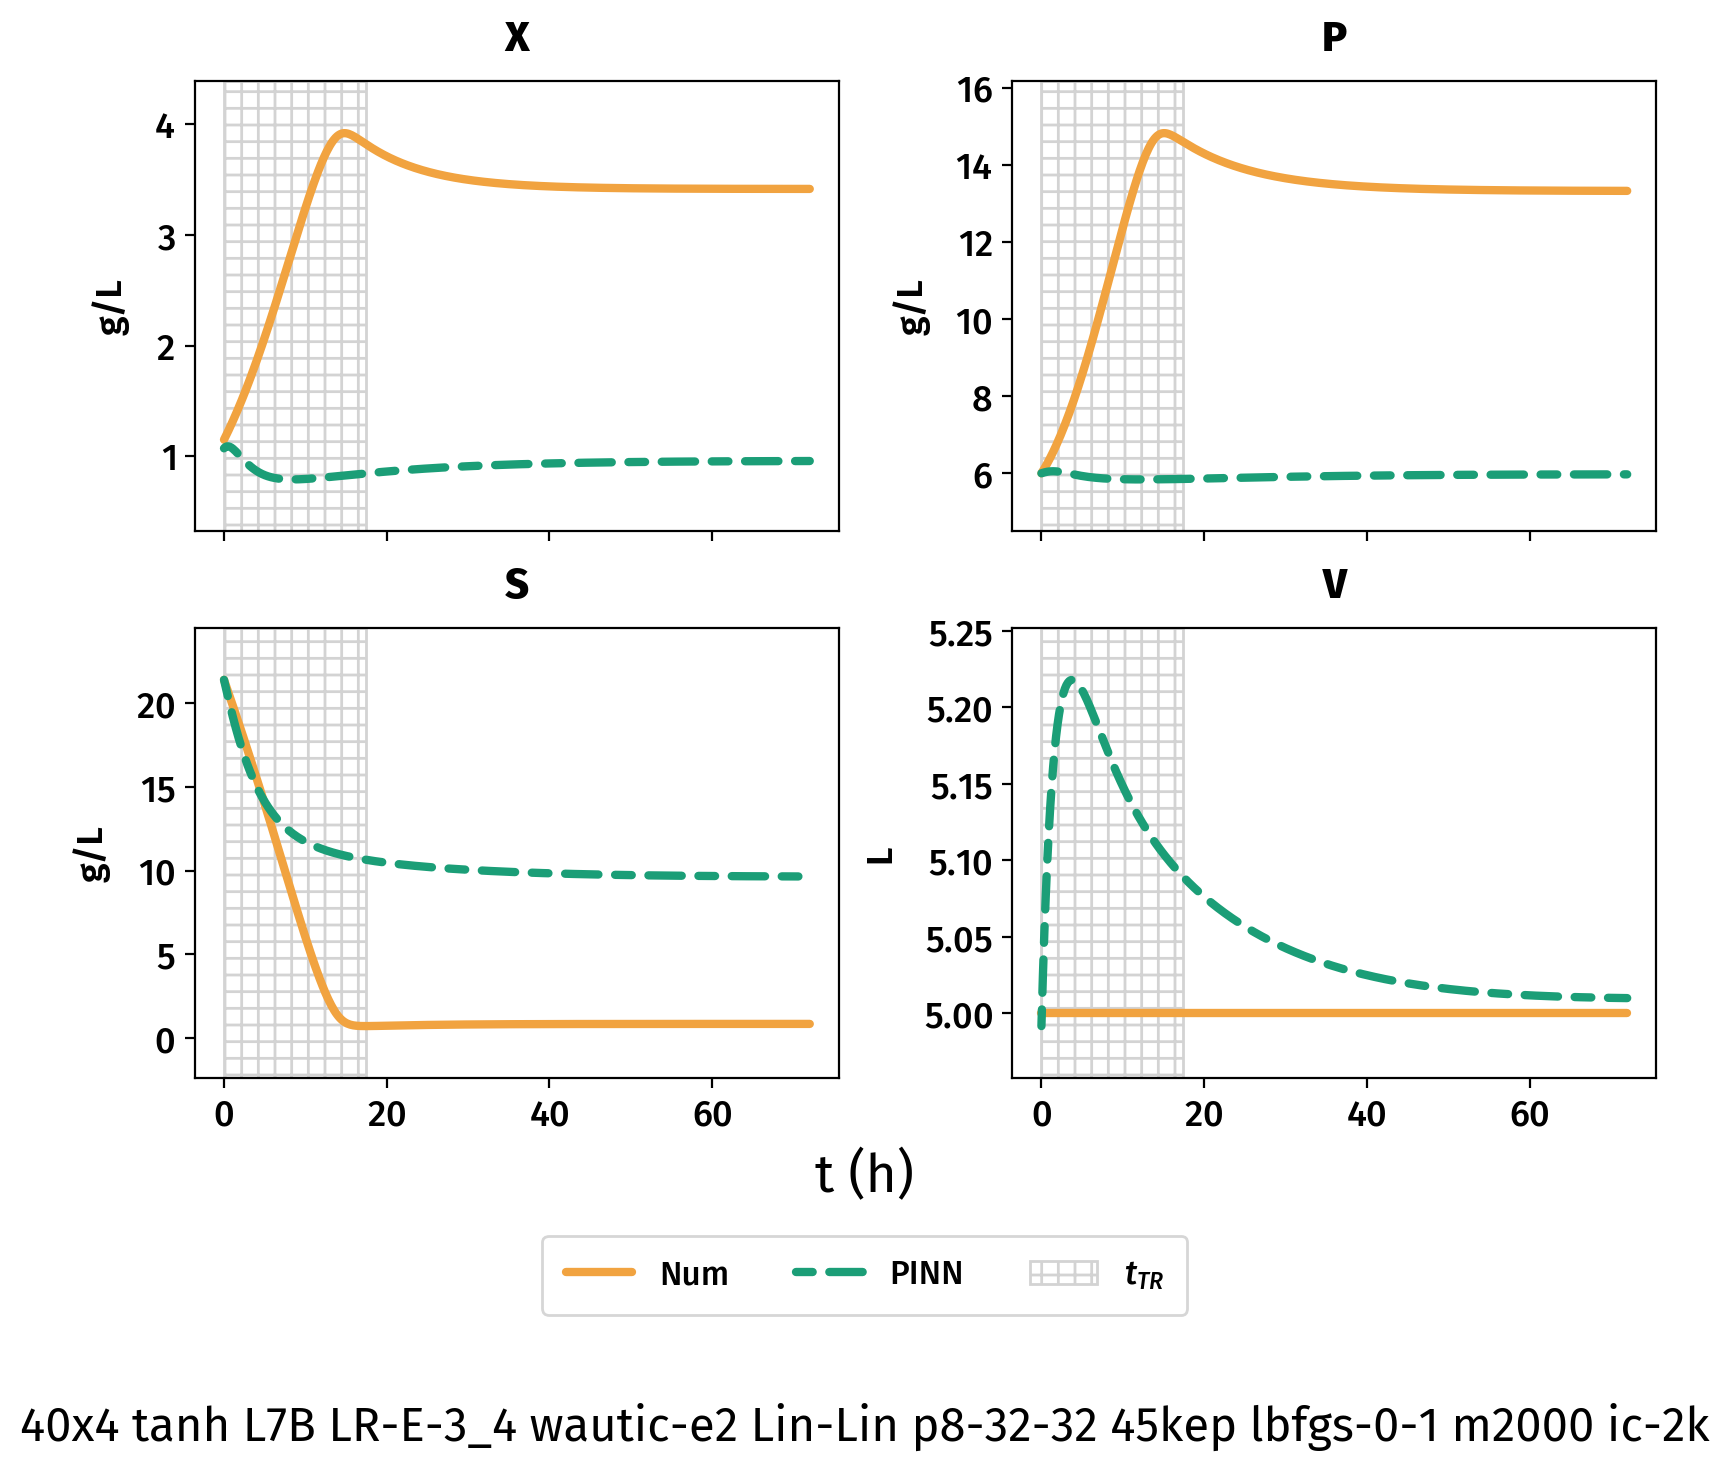 X
P
4
3
2
1
g/L
16
14
12
10
8
6
g/L
S
V
20
15
10
5
0
g/L
5.25
5.20
5.15
5.10
5.05
5.00
L
0 20 40 60
0 20 40 60
t (h)
Num PINN t_TR
40x4 tanh L7B LR-E-3_4 wautic-e2 Lin-Lin p8-32-32 45kep lbfgs-0-1 m2000 ic-2k